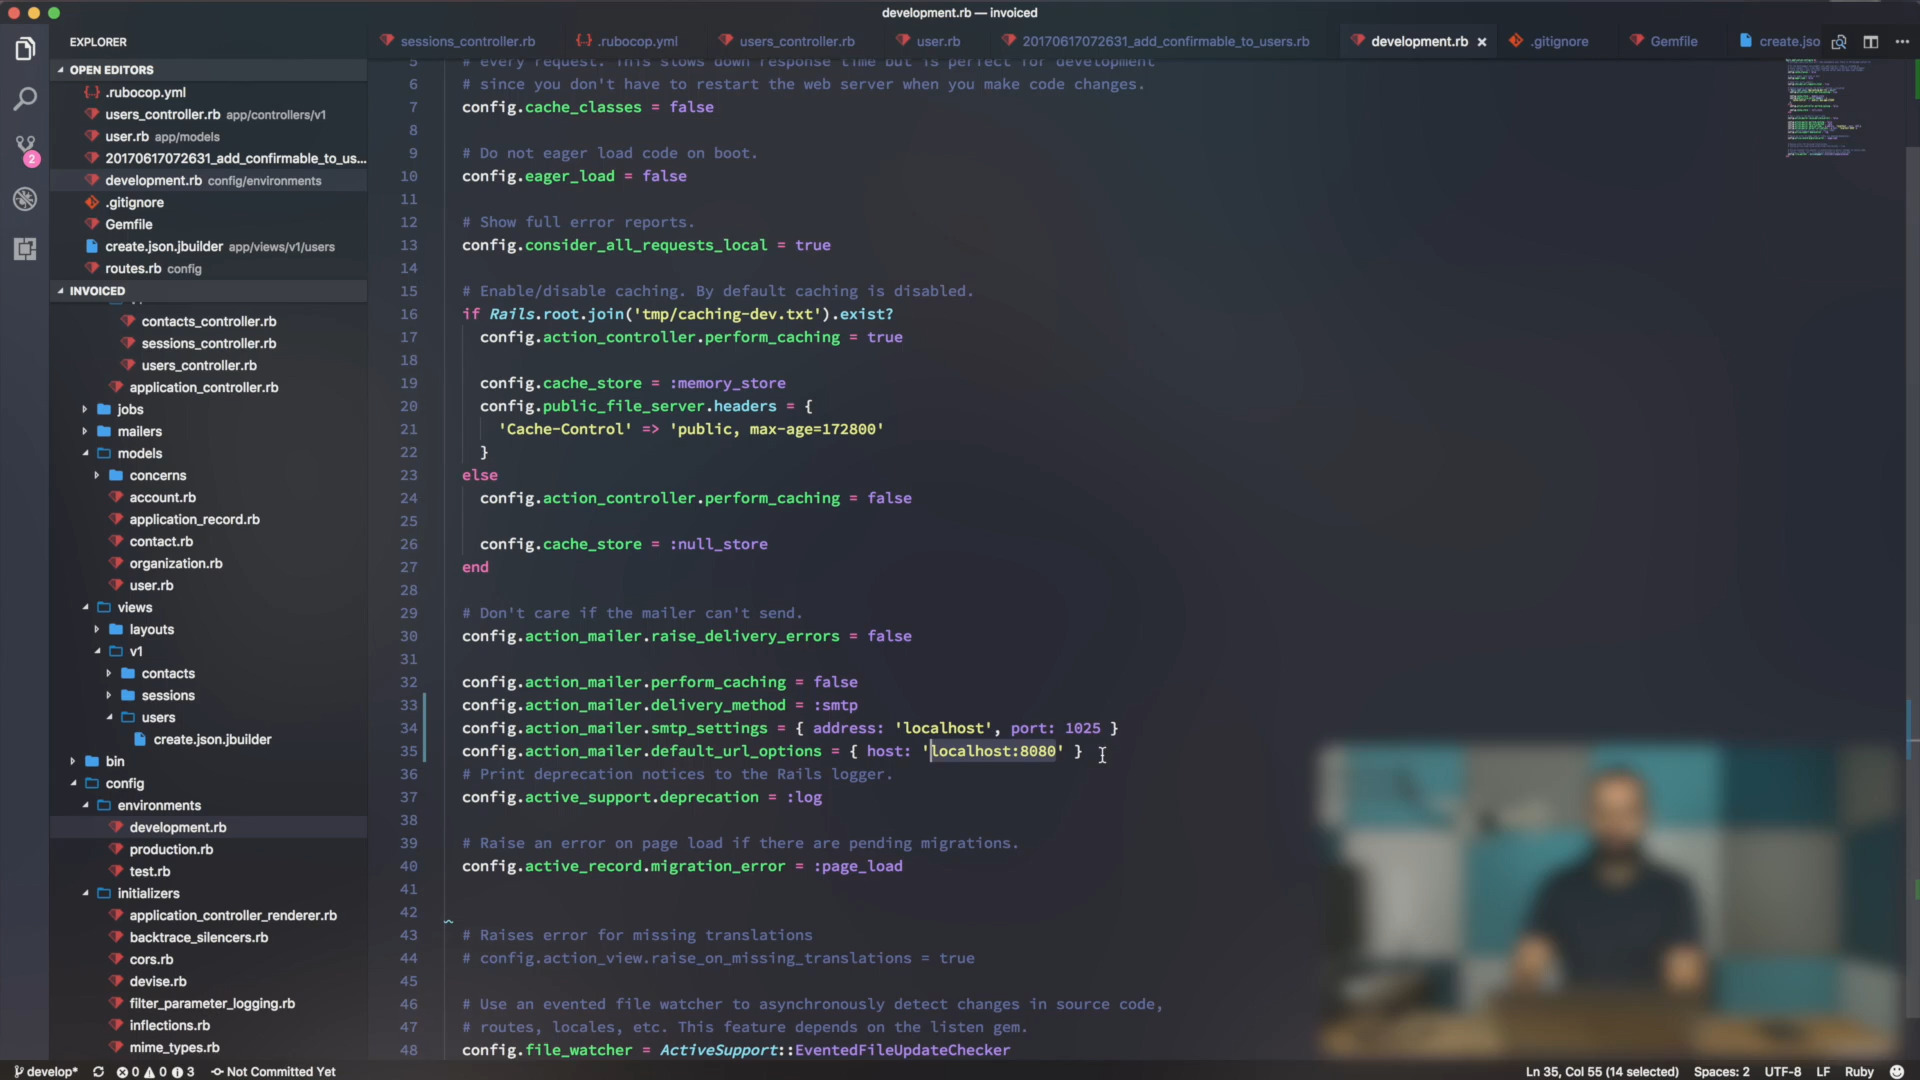 development.rb — invoiced
EXPLORER
OPEN EDITORS
.rubocop.yml
users_controller.rb app/controllers/v1
user.rb app/models
20170617072631_add_confirmable_to_us...
development.rb config/environments
.gitignore
Gemfile
create.json.jbuilder app/views/v1/users
routes.rb config
INVOICED
contacts_controller.rb
sessions_controller.rb
users_controller.rb
application_controller.rb
jobs
mailers
models
concerns
account.rb
application_record.rb
contact.rb
organization.rb
user.rb
views
layouts
v1
contacts
sessions
users
create.json.jbuilder
bin
config
environments
development.rb
production.rb
test.rb
initializers
application_controller_renderer.rb
backtrace_silencers.rb
cors.rb
devise.rb
filter_parameter_logging.rb
inflections.rb
mime_types.rb
2
sessions_controller.rb .rubocop.yml users_controller.rb user.rb 20170617072631_add_confirmable_to_users.rb development.rb .gitignore Gemfile create.jso
5 # every request. This slows down response time but is perfect for development
6 # since you don't have to restart the web server when you make code changes.
7 config.cache_classes = false
8
9 # Do not eager load code on boot.
10 config.eager_load = false
11
12 # Show full error reports.
13 config.consider_all_requests_local = true
14
15 # Enable/disable caching. By default caching is disabled.
16 if Rails.root.join('tmp/caching-dev.txt').exist?
17 config.action_controller.perform_caching = true
18
19 config.cache_store = :memory_store
20 config.public_file_server.headers = {
21 'Cache-Control' => 'public, max-age=172800'
22 }
23 else
24 config.action_controller.perform_caching = false
25
26 config.cache_store = :null_store
27 end
28
29 # Don't care if the mailer can't send.
30 config.action_mailer.raise_delivery_errors = false
31
32 config.action_mailer.perform_caching = false
33 config.action_mailer.delivery_method = :smtp
34 config.action_mailer.smtp_settings = { address: 'localhost', port: 1025 }
35 config.action_mailer.default_url_options = { host: 'localhost:8080' }
36 # Print deprecation notices to the Rails logger.
37 config.active_support.deprecation = :log
38
39 # Raise an error on page load if there are pending migrations.
40 config.active_record.migration_error = :page_load
41
42
43 # Raises error for missing translations
44 # config.action_view.raise_on_missing_translations = true
45
46 # Use an evented file watcher to asynchronously detect changes in source code,
47 # routes, locales, etc. This feature depends on the listen gem.
48 config.file_watcher = ActiveSupport::EventedFileUpdateChecker
develop* 0 0 3 Not Committed Yet Ln 35, Col 55 (14 selected) Spaces: 2 UTF-8 LF Ruby